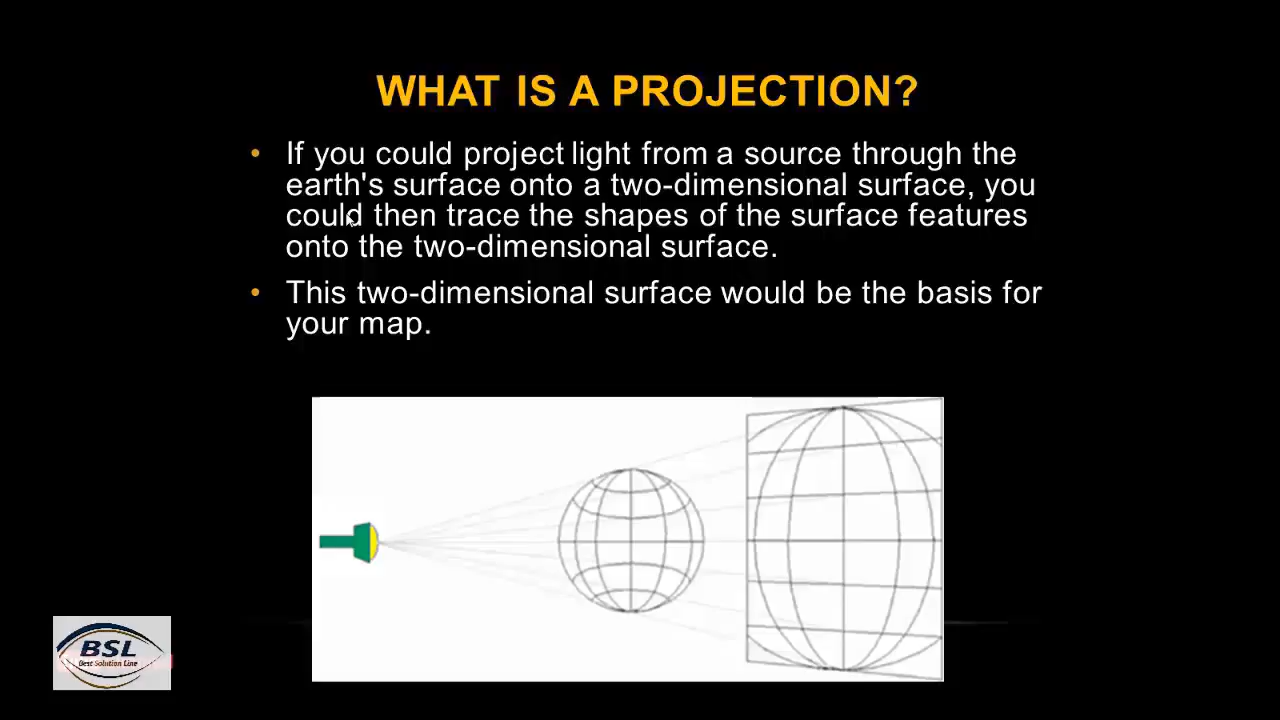 WHAT IS A PROJECTION?
• If you could project light from a source through the
earth's surface onto a two-dimensional surface, you
could then trace the shapes of the surface features
onto the two-dimensional surface.
• This two-dimensional surface would be the basis for
your map.
BSL
Best Solution Line